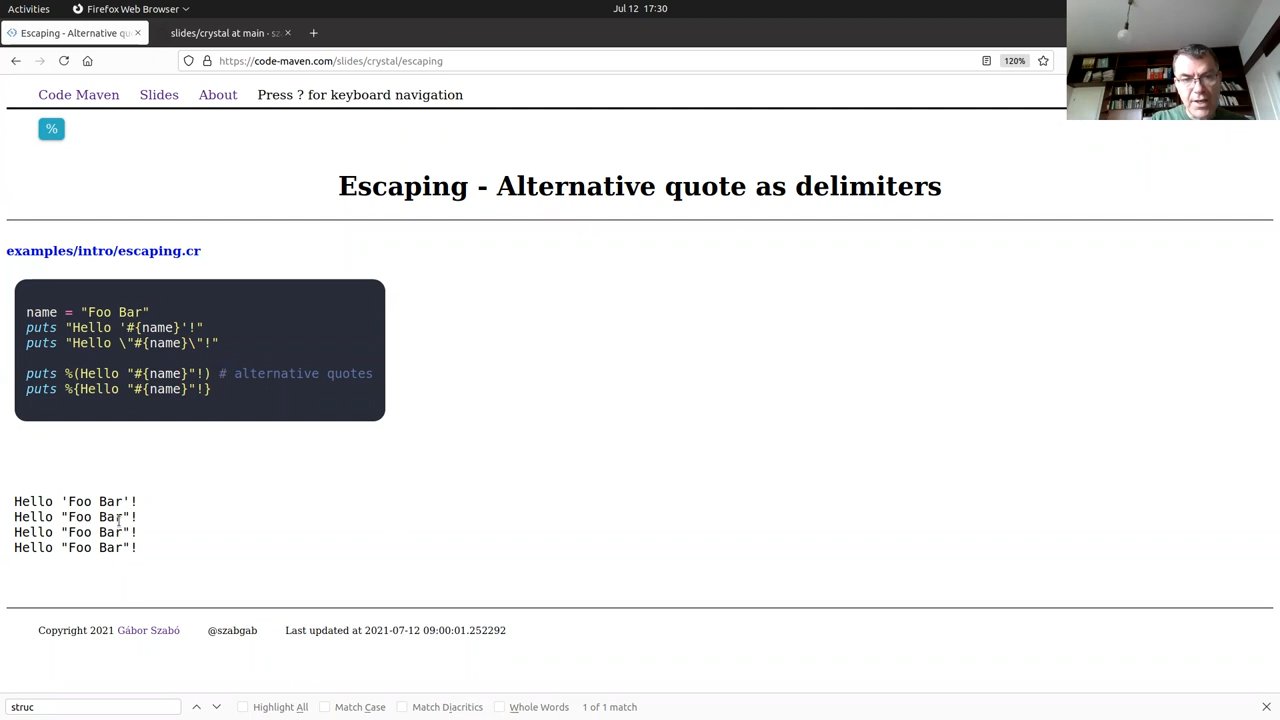 Activities
Firefox Web Browser
Jul 12 17:30
Escaping - Alternative qu
slides/crystal at main · sz
https://code-maven.com/slides/crystal/escaping
120%
Code Maven Slides About Press ? for keyboard navigation
%
Escaping - Alternative quote as delimiters
examples/intro/escaping.cr
name = "Foo Bar"
puts "Hello '#{name}'!"
puts "Hello \"#{name}\"!"
puts %(Hello "#{name}"!) # alternative quotes
puts %{Hello "#{name}"!}
Hello 'Foo Bar'!
Hello "Foo Bar"!
Hello "Foo Bar"!
Hello "Foo Bar"!
Copyright 2021 Gábor Szabó @szabgab Last updated at 2021-07-12 09:00:01.252292
struc
Highlight All Match Case Match Diacritics Whole Words 1 of 1 match